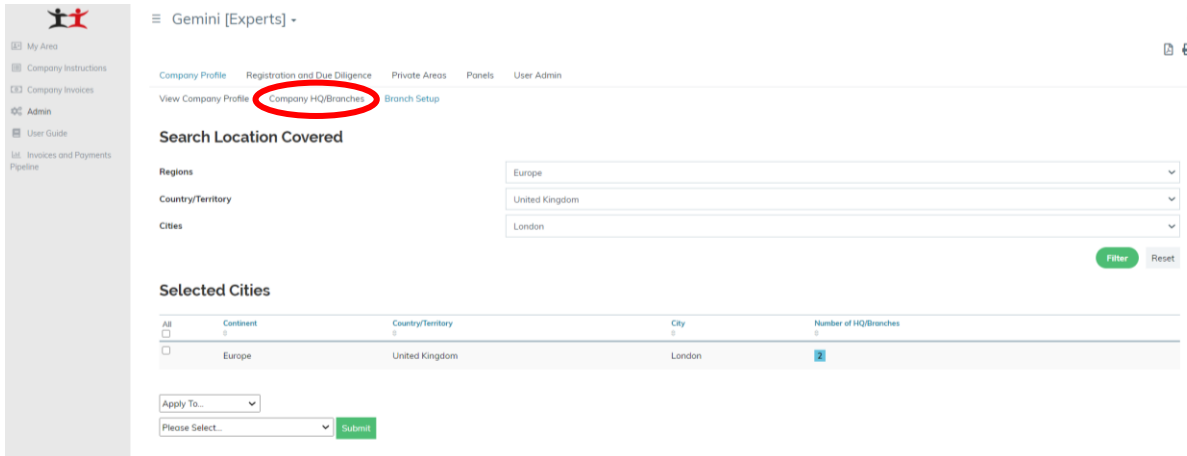 Gemini [Experts]
My Area
Company Instructions
Company Invoices
Admin
User Guide
Invoices and Payments
Pipeline
Company Profile Registration and Due Diligence Private Areas Panels User Admin
View Company Profile Company HQ/Branches Branch Setup
Search Location Covered
Regions Europe
Country/Territory United Kingdom
Cities London
Filter Reset
Selected Cities
All Continent Country/Territory City Number of HQ/Branches
Europe United Kingdom London 2
Apply To...
Please Select... Submit